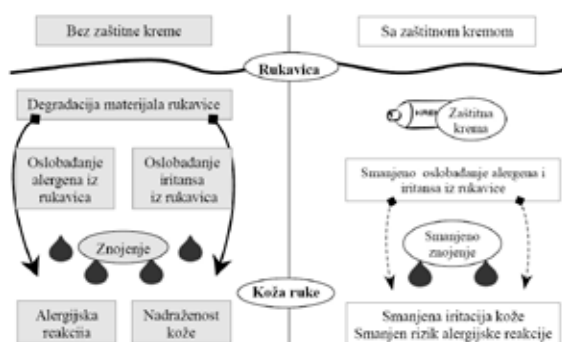 Bez zaštitne kreme
Sa zaštitnom kremom
Rukavica
Degradacija materijala rukavice
Zaštitna
krema
Oslobađanje
alergena iz
rukavica
Oslobađanje
iritansa
iz rukavica
Smanjeno oslobađanje alergena i
iritansa iz rukavice
Znojenje
Smanjeno
znojenje
Koža ruke
Alergijska
reakcija
Nadraženost
kože
Smanjena iritacija kože
Smanjen rizik alergijske reakcije